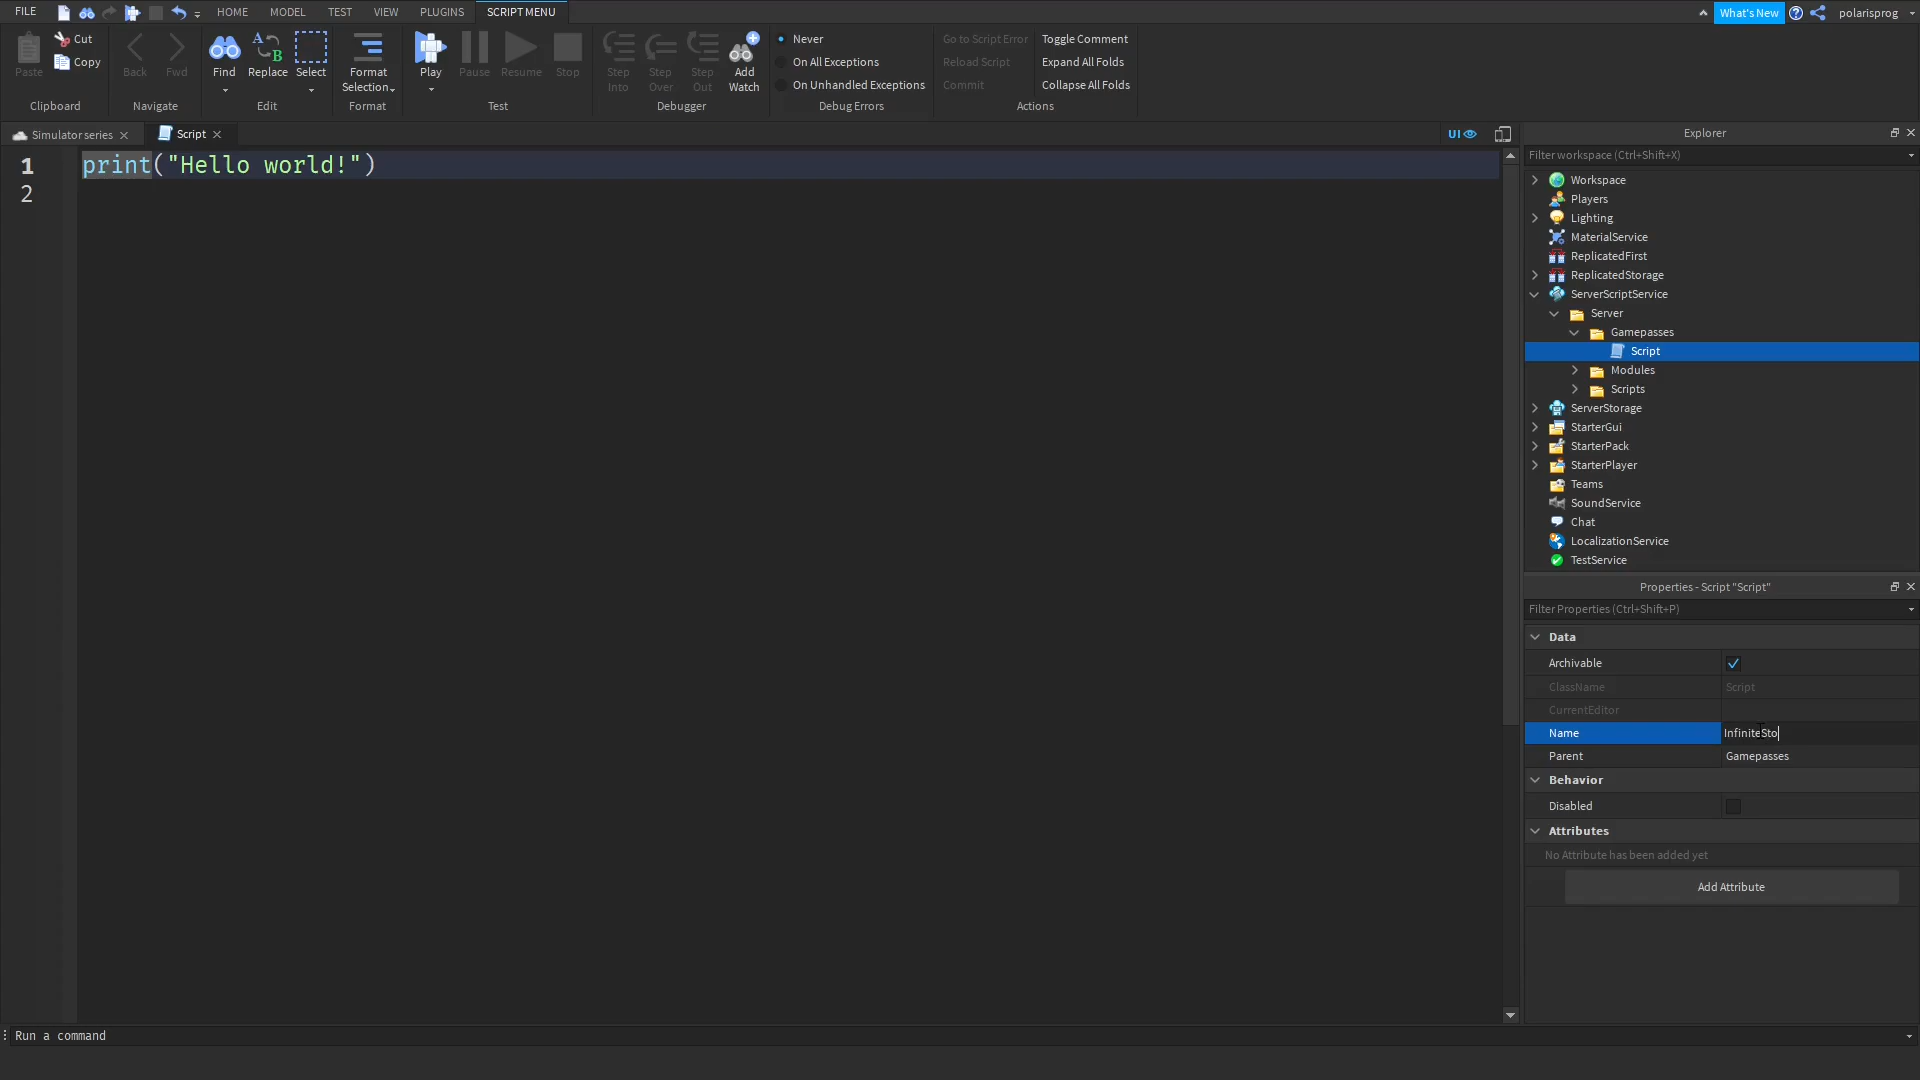 FILE HOME MODEL TEST VIEW PLUGINS SCRIPT MENU What's New polarisprog
Paste Cut Copy
Clipboard
Back Fwd
Navigate
Find Replace Select
Edit
Format Selection
Format
Play Pause Resume Stop
Test
Step Into Step Over Step Out Add Watch
Debugger
Never
On All Exceptions
On Unhandled Exceptions
Debug Errors
Go to Script Error Toggle Comment
Reload Script Expand All Folds
Commit Collapse All Folds
Actions
Simulator series Script UI
1 print("Hello world!")
2
Explorer
Filter workspace (Ctrl+Shift+X)
Workspace
Players
Lighting
MaterialService
ReplicatedFirst
ReplicatedStorage
ServerScriptService
Server
Gamepasses
Script
Modules
Scripts
ServerStorage
StarterGui
StarterPack
StarterPlayer
Teams
SoundService
Chat
LocalizationService
TestService
Properties - Script "Script"
Filter Properties (Ctrl+Shift+P)
Data
Archivable
ClassName Script
CurrentEditor
Name InfiniteSto
Parent Gamepasses
Behavior
Disabled
Attributes
No Attribute has been added yet
Add Attribute
Run a command